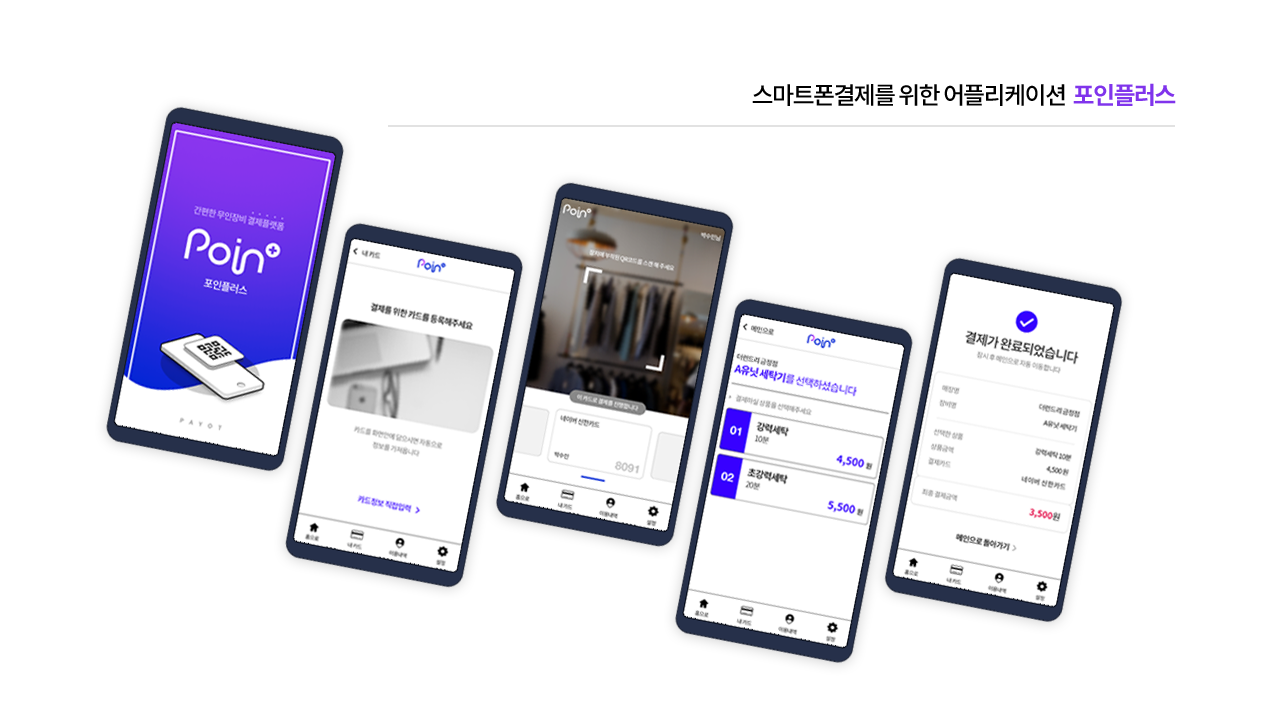 스마트폰결제를 위한 어플리케이션 포인플러스
간편한 무인장비 결제플랫폼
Poin+
포인플러스
PAYOT
내 카드
Poin+
결제를 위한 카드를 등록해주세요
카드를 화면안에 담으시면 자동으로
정보를 가져옵니다
카드정보 직접입력
홈으로
내 카드
이용내역
설정
Poin+
박수인님
장치에 부착된 QR코드를 스캔 해 주세요
이 카드로 결제를 진행합니다
네이버 신한카드
박수인
8091
홈으로
내 카드
이용내역
설정
메인으로
Poin+
더런드리 금정점
A유닛 세탁기를 선택하셨습니다
결제하실 상품을 선택해주세요
01
강력세탁
10분
4,500 원
02
초강력세탁
20분
5,500 원
홈으로
내 카드
이용내역
설정
결제가 완료되었습니다
잠시 후 메인으로 자동 이동합니다
매장명 더런드리 금정점
장비명 A유닛 세탁기
선택한 상품 강력세탁 10분
상품금액 4,500 원
결제카드 네이버 신한카드
최종 결제금액 3,500원
메인으로 돌아가기
홈으로
내 카드
이용내역
설정